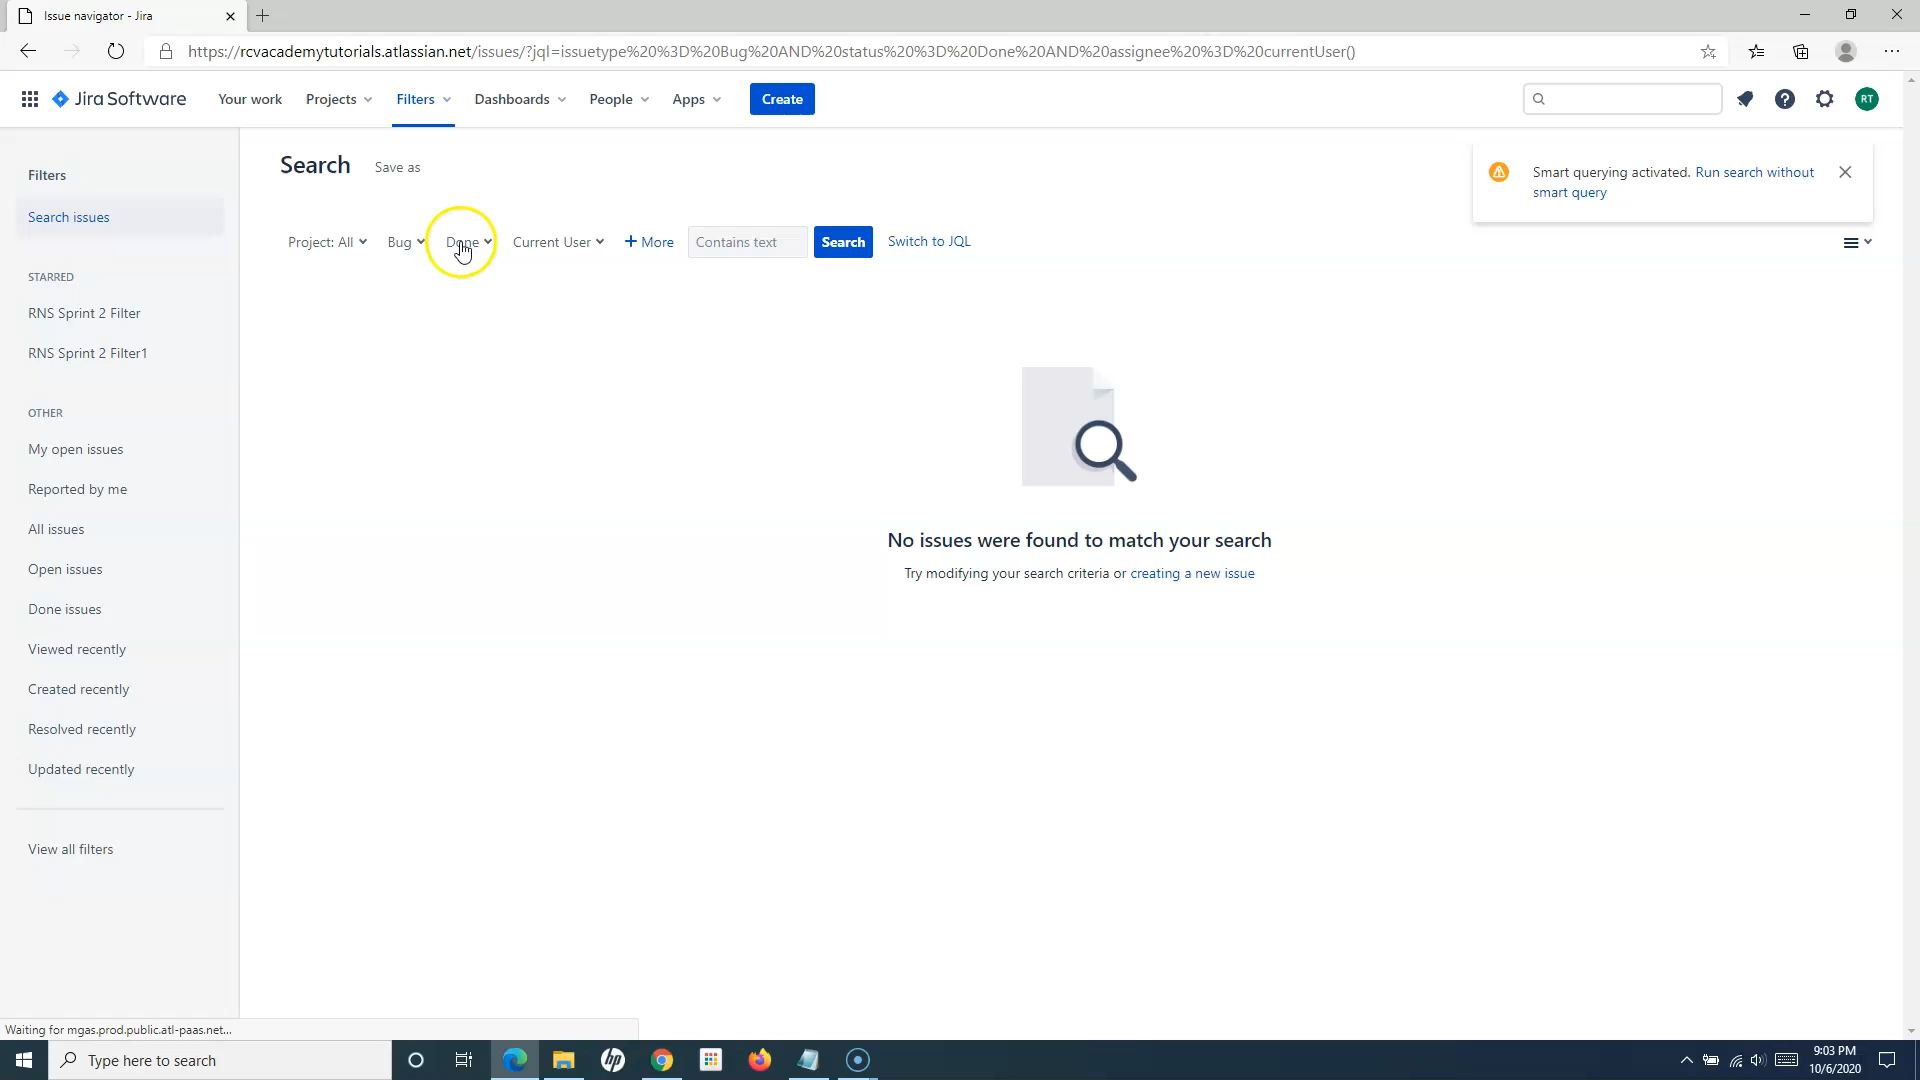 Issue navigator - Jira
https://rcvacademytutorials.atlassian.net/issues/?jql=issuetype%20%3D%20Bug%20AND%20status%20%3D%20Done%20AND%20assignee%20%3D%20currentUser()
Jira Software
Your work
Projects
Filters
Dashboards
People
Apps
Create
RT
Filters
Search issues
STARRED
RNS Sprint 2 Filter
RNS Sprint 2 Filter1
OTHER
My open issues
Reported by me
All issues
Open issues
Done issues
Viewed recently
Created recently
Resolved recently
Updated recently
View all filters
Search
Save as
Smart querying activated. Run search without
smart query
Project: All
Bug
Done
Current User
+ More
Contains text
Search
Switch to JQL
No issues were found to match your search
Try modifying your search criteria or creating a new issue
Waiting for mgas.prod.public.atl-paas.net...
Type here to search
hp
9:03 PM
10/6/2020